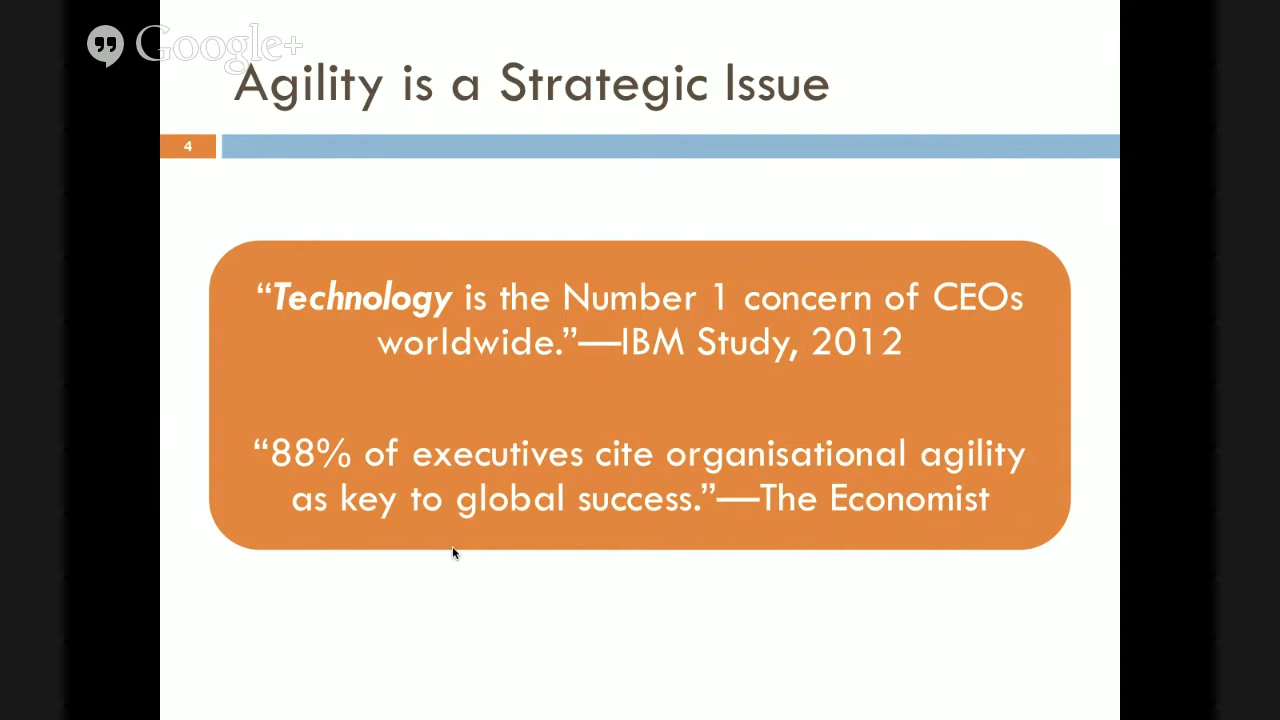 Google+
Agility is a Strategic Issue
4
“Technology is the Number 1 concern of CEOs
worldwide.”—IBM Study, 2012
“88% of executives cite organisational agility
as key to global success.”—The Economist